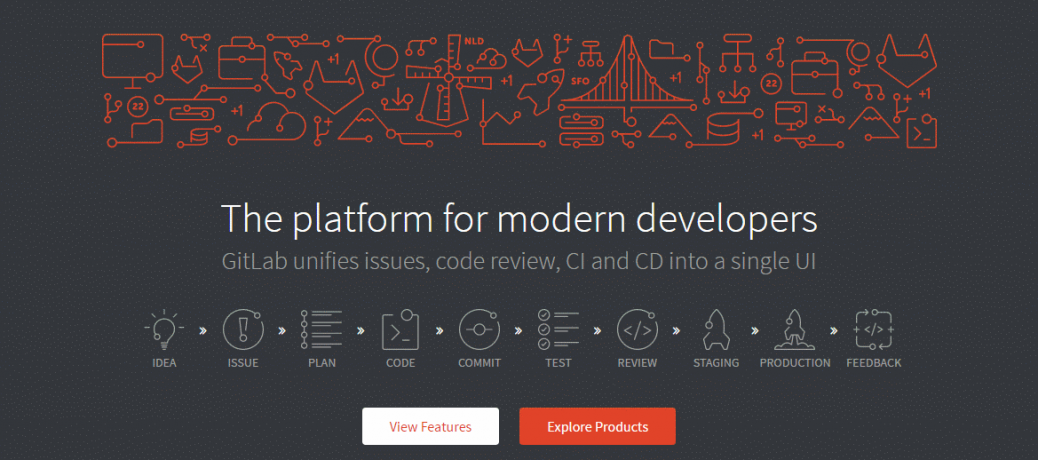 NLD
+1
+1
SFO
+1
22
22
+1
+1
+1
The platform for modern developers
GitLab unifies issues, code review, CI and CD into a single UI
IDEA » ISSUE » PLAN » CODE » COMMIT » TEST » REVIEW » STAGING » PRODUCTION » FEEDBACK
View Features Explore Products